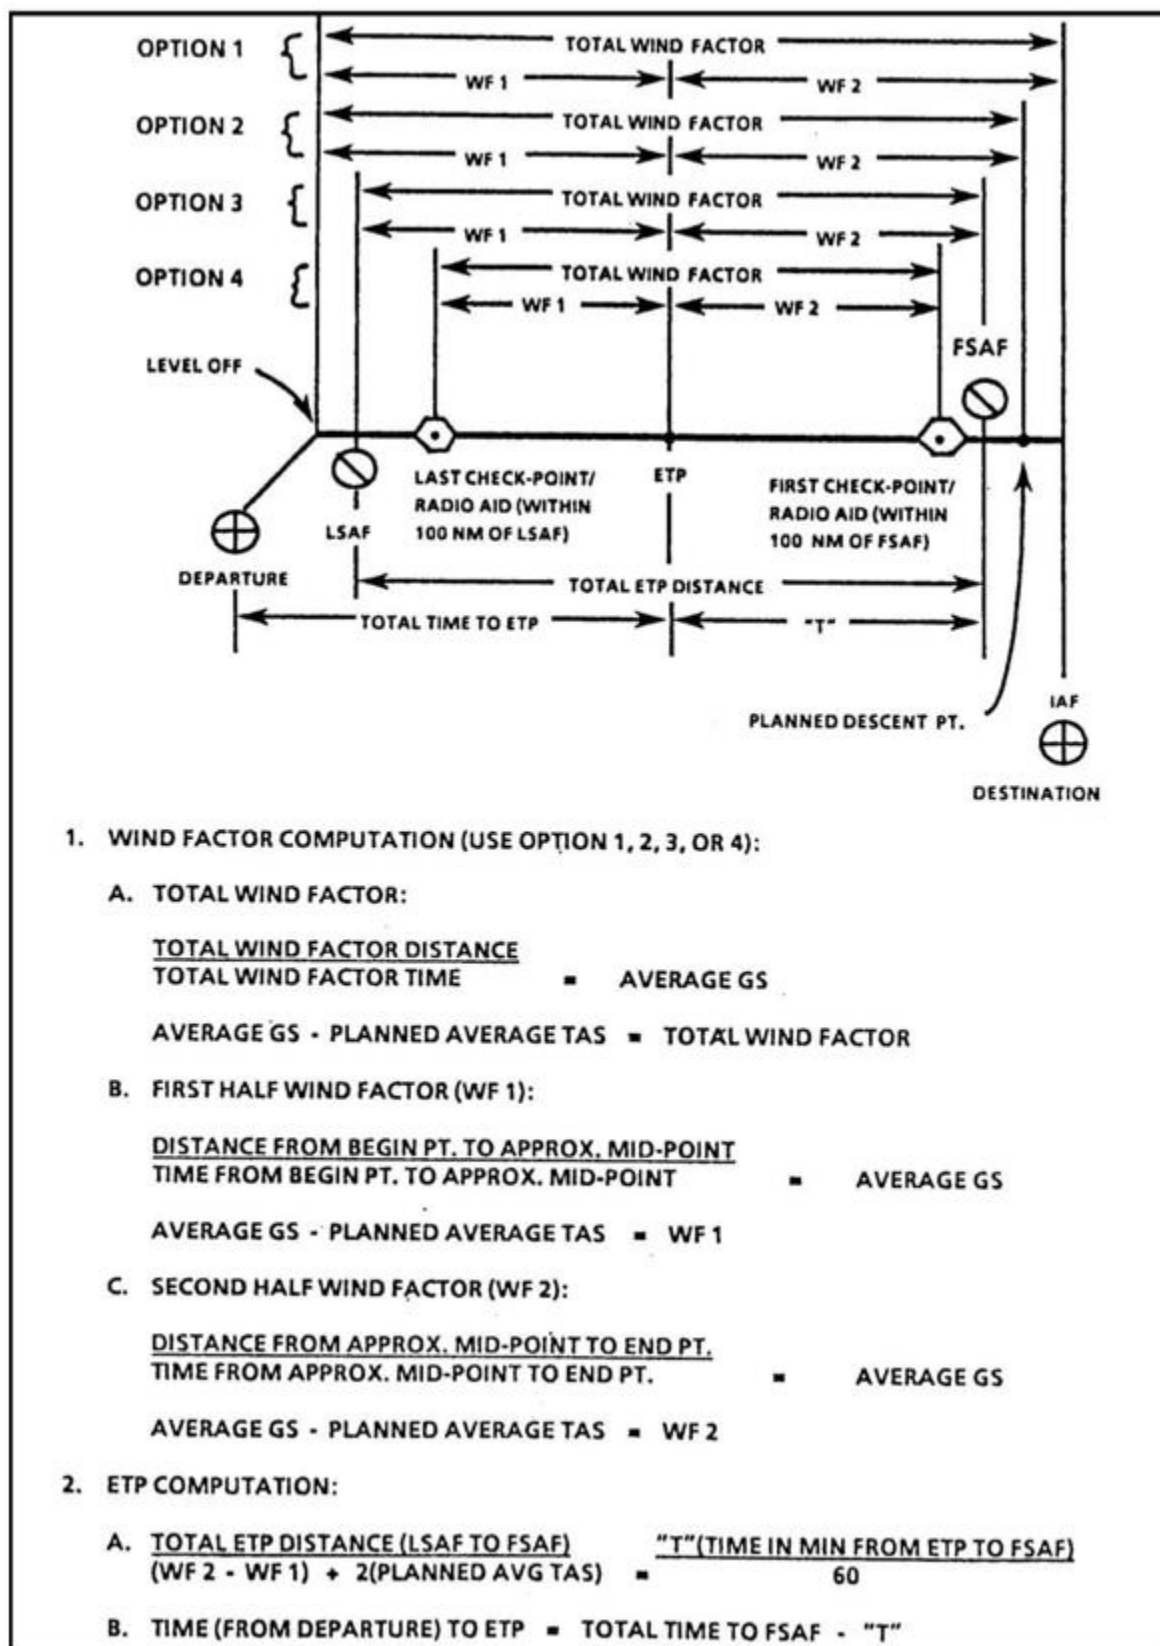 OPTION 1 { TOTAL WIND FACTOR
WF 1 WF 2
OPTION 2 { TOTAL WIND FACTOR
WF 1 WF 2
OPTION 3 { TOTAL WIND FACTOR
WF 1 WF 2
OPTION 4 { TOTAL WIND FACTOR
WF 1 WF 2
FSAF
LEVEL OFF
LAST CHECK-POINT/
RADIO AID (WITHIN
100 NM OF LSAF)
ETP
FIRST CHECK-POINT/
RADIO AID (WITHIN
100 NM OF FSAF)
LSAF
DEPARTURE
TOTAL ETP DISTANCE
TOTAL TIME TO ETP "T"
PLANNED DESCENT PT.
IAF
DESTINATION
1. WIND FACTOR COMPUTATION (USE OPTION 1, 2, 3, OR 4):
A. TOTAL WIND FACTOR:
TOTAL WIND FACTOR DISTANCE
TOTAL WIND FACTOR TIME = AVERAGE GS
AVERAGE GS - PLANNED AVERAGE TAS = TOTAL WIND FACTOR
B. FIRST HALF WIND FACTOR (WF 1):
DISTANCE FROM BEGIN PT. TO APPROX. MID-POINT
TIME FROM BEGIN PT. TO APPROX. MID-POINT = AVERAGE GS
AVERAGE GS - PLANNED AVERAGE TAS = WF 1
C. SECOND HALF WIND FACTOR (WF 2):
DISTANCE FROM APPROX. MID-POINT TO END PT.
TIME FROM APPROX. MID-POINT TO END PT. = AVERAGE GS
AVERAGE GS - PLANNED AVERAGE TAS = WF 2
2. ETP COMPUTATION:
A. TOTAL ETP DISTANCE (LSAF TO FSAF) "T"(TIME IN MIN FROM ETP TO FSAF)
(WF 2 - WF 1) + 2(PLANNED AVG TAS) = 60
B. TIME (FROM DEPARTURE) TO ETP = TOTAL TIME TO FSAF - "T"